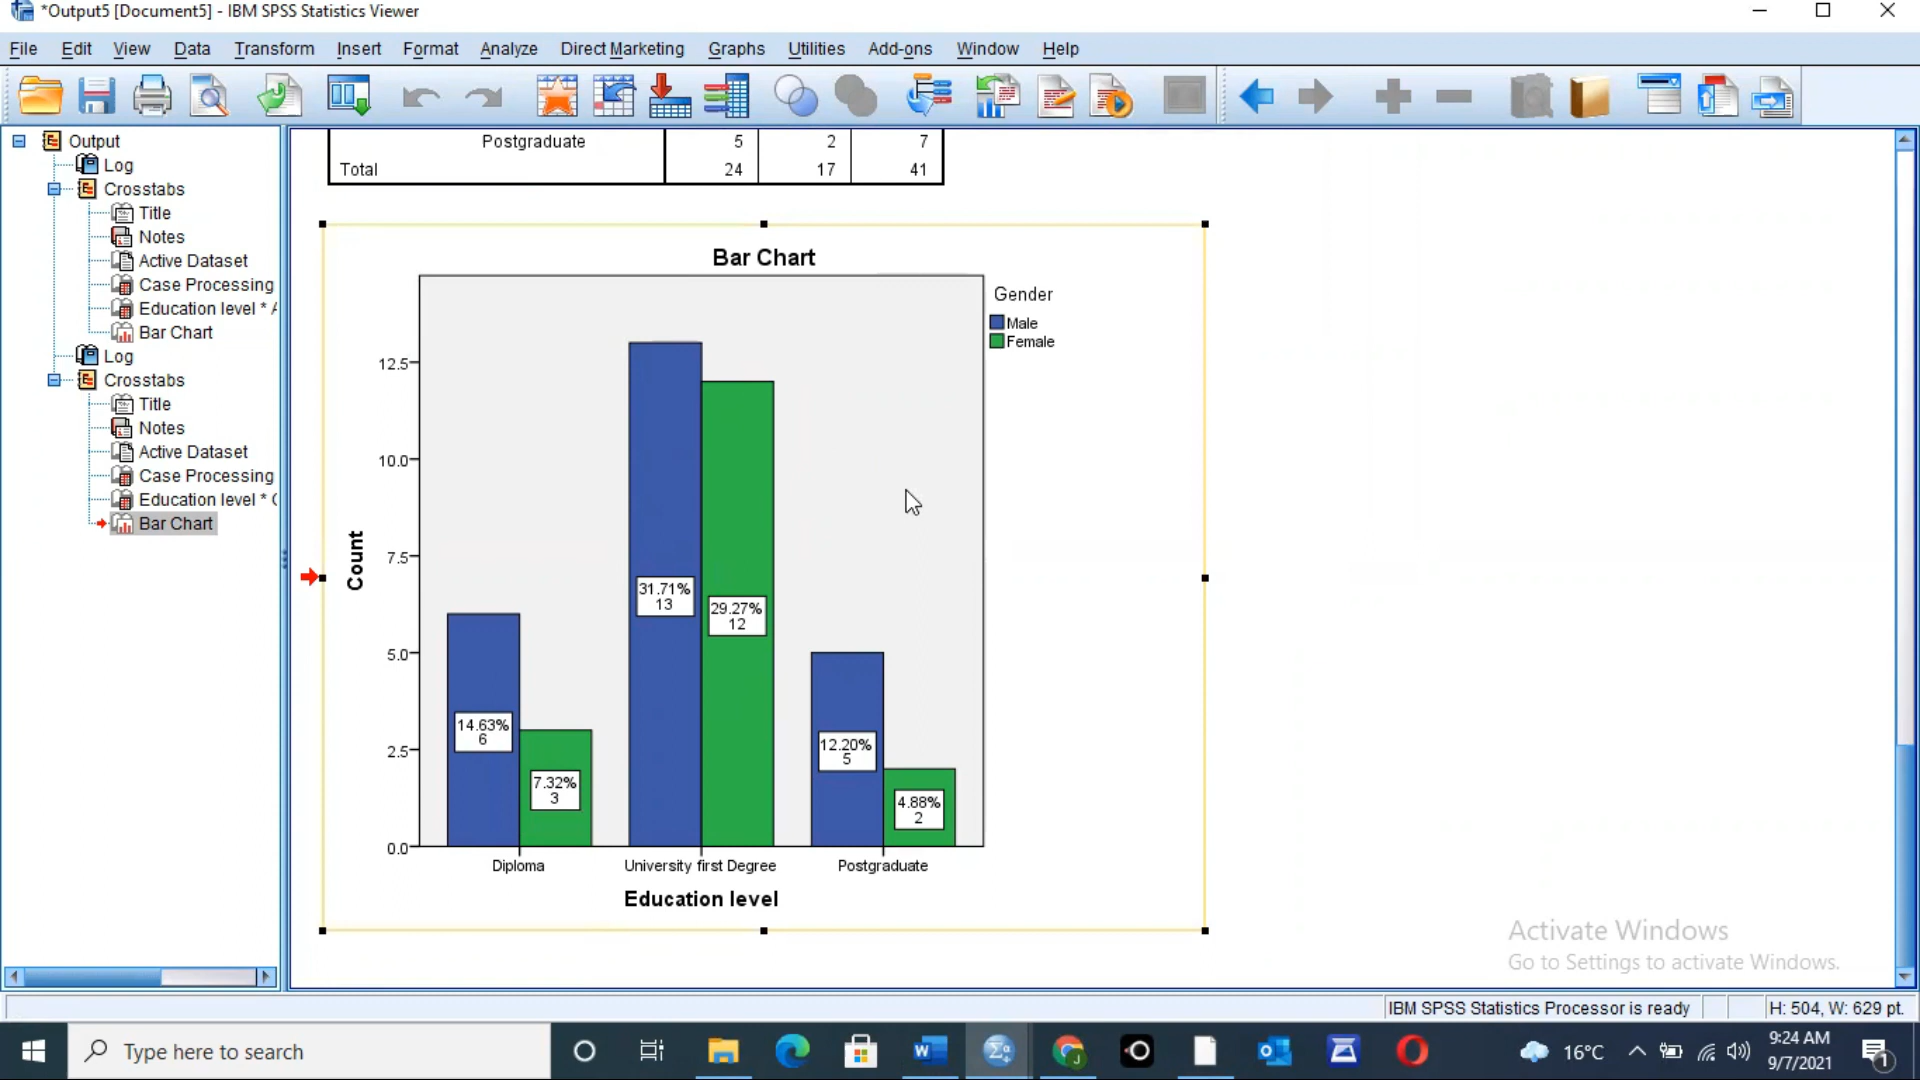 *Output5 [Document5] - IBM SPSS Statistics Viewer
File Edit View Data Transform Insert Format Analyze Direct Marketing Graphs Utilities Add-ons Window Help
Output
Log
Crosstabs
Title
Notes
Active Dataset
Case Processing
Education level * A
Bar Chart
Log
Crosstabs
Title
Notes
Active Dataset
Case Processing
Education level *
Bar Chart
Postgraduate 5 2 7
Total 24 17 41
Bar Chart
Gender
Male
Female
Count
12.5
10.0
7.5
5.0
2.5
0.0
14.63%
6
7.32%
3
31.71%
13
29.27%
12
12.20%
5
4.88%
2
Diploma University first Degree Postgraduate
Education level
Activate Windows
Go to Settings to activate Windows.
IBM SPSS Statistics Processor is ready H: 504, W: 629 pt.
Type here to search
16°C
9:24 AM
9/7/2021
1